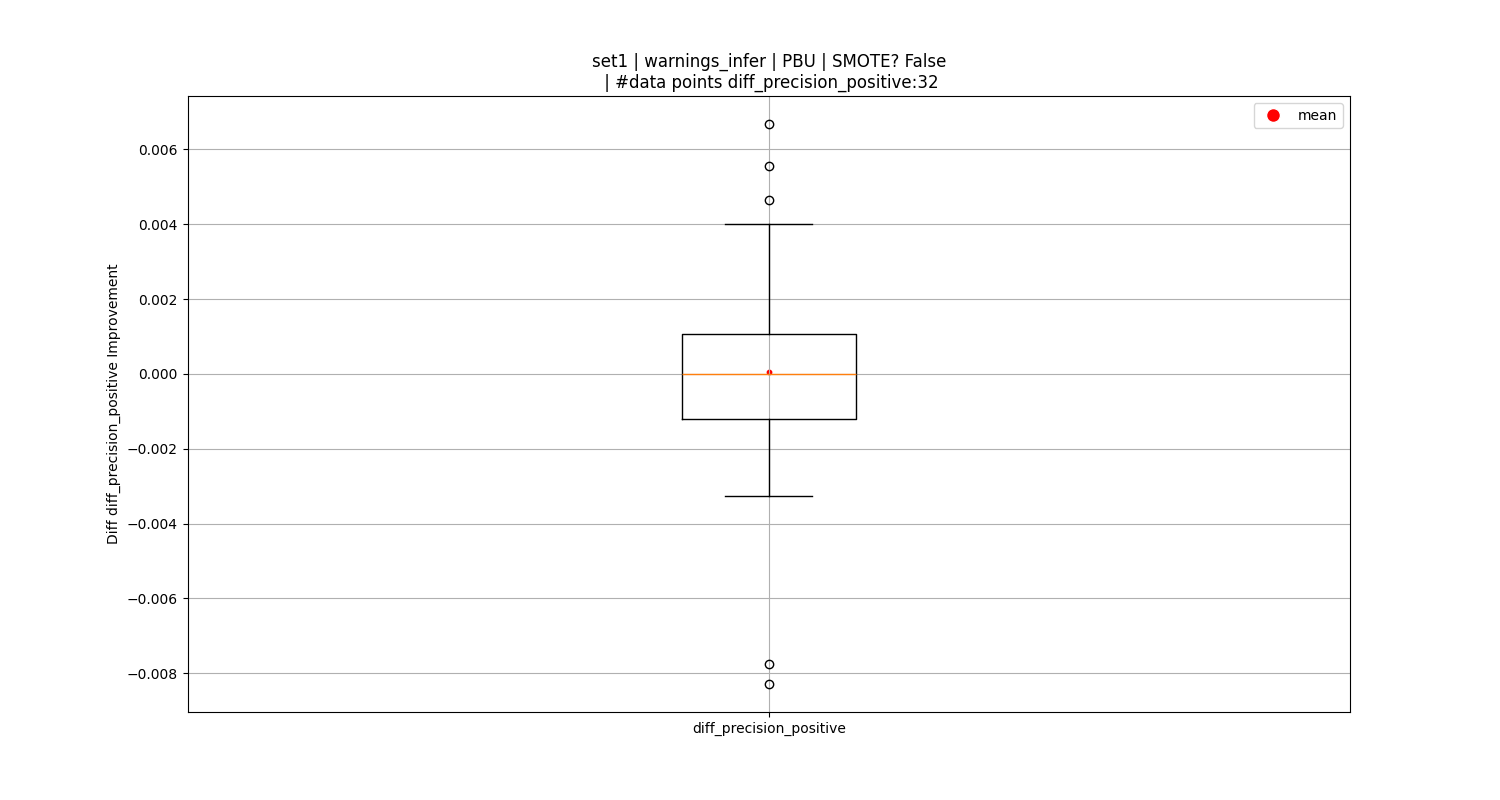 set1 | warnings_infer | PBU | SMOTE? False
| #data points diff_precision_positive:32
mean
0.006
0.004
0.002
0.000
−0.002
−0.004
−0.006
−0.008
Diff diff_precision_positive Improvement
diff_precision_positive